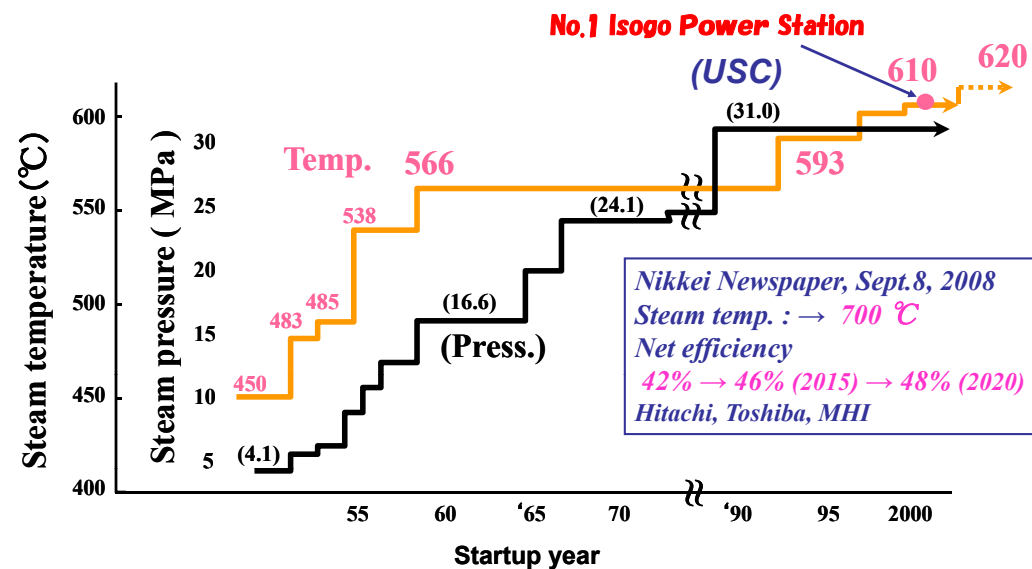 No.1 Isogo Power Station
(USC)
610
620
600
550
500
450
400
Steam temperature(℃)
30
25
20
15
10
5
Steam pressure ( MPa)
Temp.
566
593
538
485
483
450
(31.0)
(24.1)
(16.6)
(Press.)
(4.1)
Nikkei Newspaper, Sept.8, 2008
Steam temp. : → 700 ℃
Net efficiency
42% → 46% (2015) → 48% (2020)
Hitachi, Toshiba, MHI
55
60
‘65
70
‘90
95
2000
Startup year